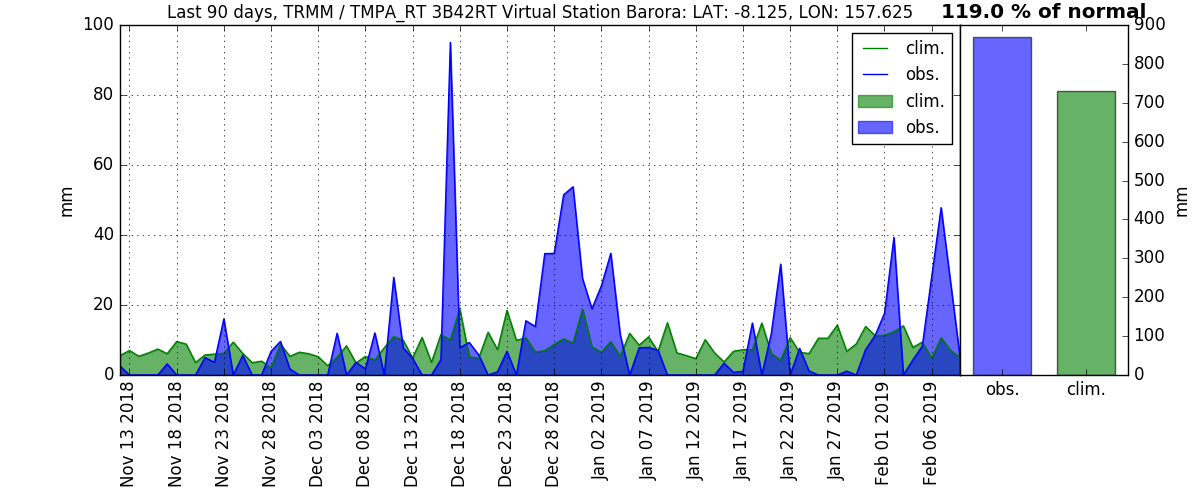 Last 90 days, TRMM / TMPA_RT 3B42RT Virtual Station Barora: LAT: -8.125, LON: 157.625
119.0 % of normal
100
80
60
40
20
0
mm
clim.
obs.
clim.
obs.
900
800
700
600
500
400
300
200
100
0
mm
Nov 13 2018
Nov 18 2018
Nov 23 2018
Nov 28 2018
Dec 03 2018
Dec 08 2018
Dec 13 2018
Dec 18 2018
Dec 23 2018
Dec 28 2018
Jan 02 2019
Jan 07 2019
Jan 12 2019
Jan 17 2019
Jan 22 2019
Jan 27 2019
Feb 01 2019
Feb 06 2019
obs.
clim.